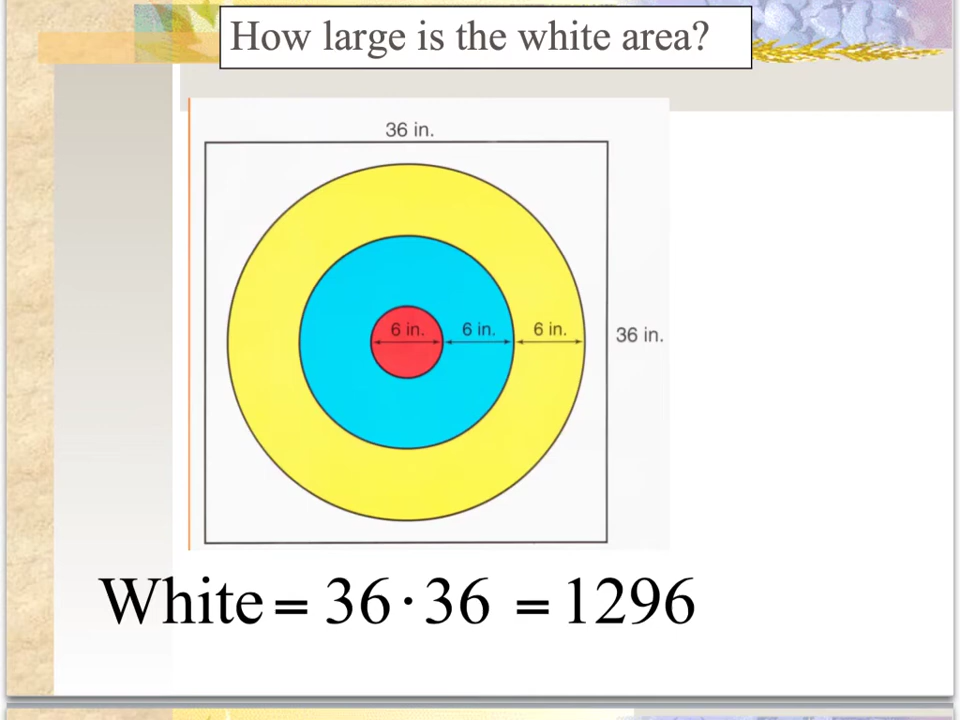 How large is the white area?
36 in.
6 in. 6 in. 6 in.
36 in.
White = 36 · 36 = 1296